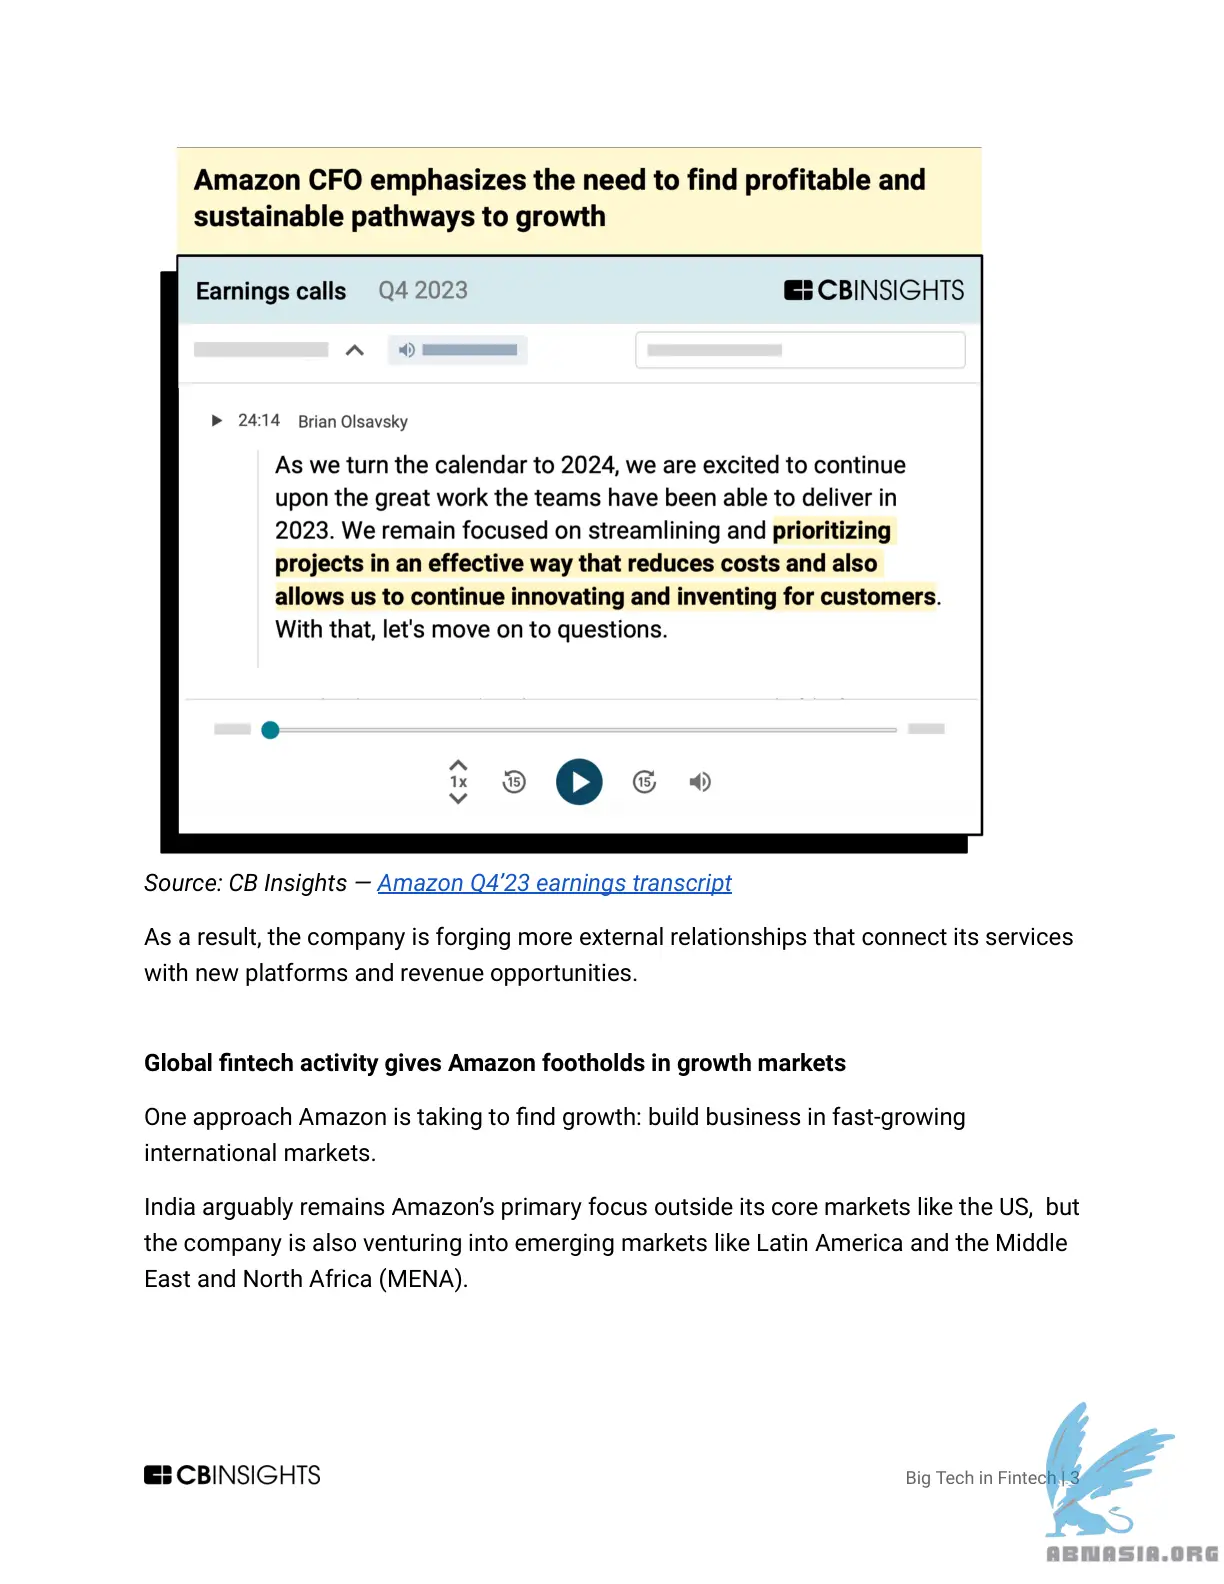 Amazon CFO emphasizes the need to find profitable and
sustainable pathways to growth
Earnings calls Q4 2023
CBINSIGHTS
24:14 Brian Olsavsky
As we turn the calendar to 2024, we are excited to continue
upon the great work the teams have been able to deliver in
2023. We remain focused on streamlining and prioritizing
projects in an effective way that reduces costs and also
allows us to continue innovating and inventing for customers.
With that, let's move on to questions.
1x
15
15
Source: CB Insights — Amazon Q4’23 earnings transcript
As a result, the company is forging more external relationships that connect its services
with new platforms and revenue opportunities.
Global fintech activity gives Amazon footholds in growth markets
One approach Amazon is taking to find growth: build business in fast-growing
international markets.
India arguably remains Amazon’s primary focus outside its core markets like the US,  but
the company is also venturing into emerging markets like Latin America and the Middle
East and North Africa (MENA).
CBINSIGHTS
Big Tech in Fintech | 3
ABNASIA.ORG